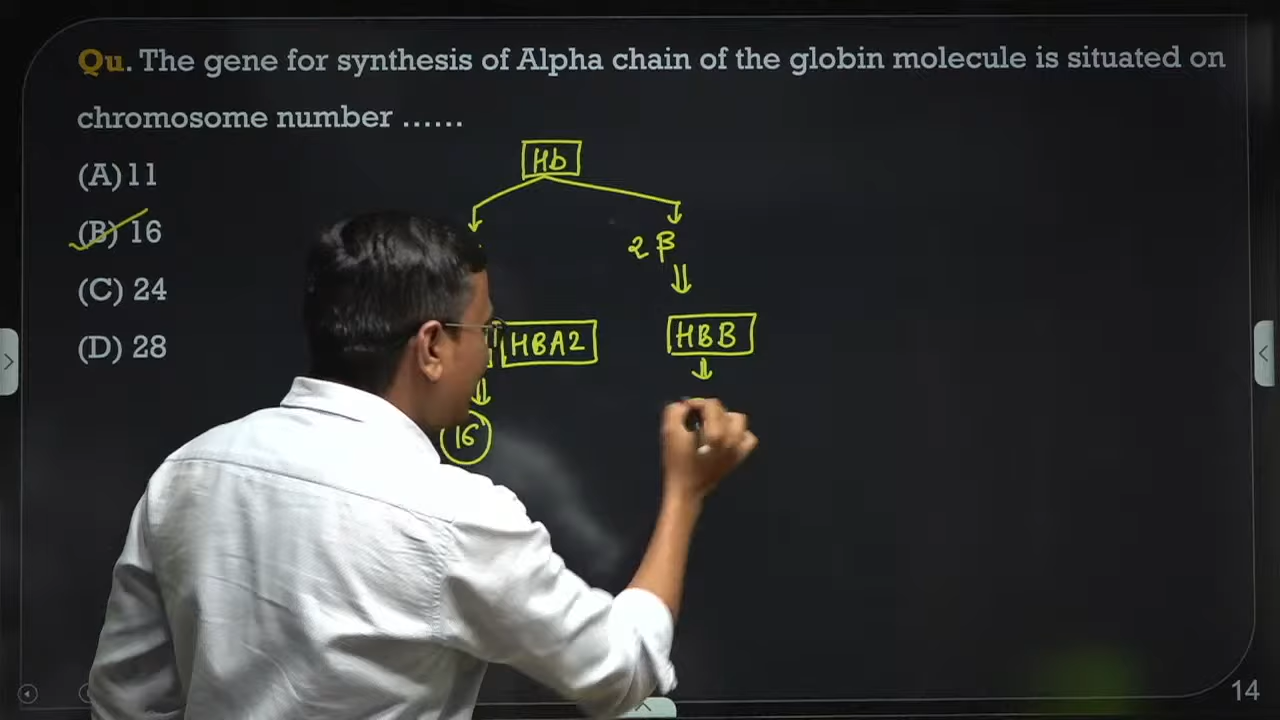 Qu. The gene for synthesis of Alpha chain of the globin molecule is situated on
chromosome number ......
(A) 11
(B) 16
(C) 24
(D) 28
Hb
2 β
HBA2
HBB
16
14